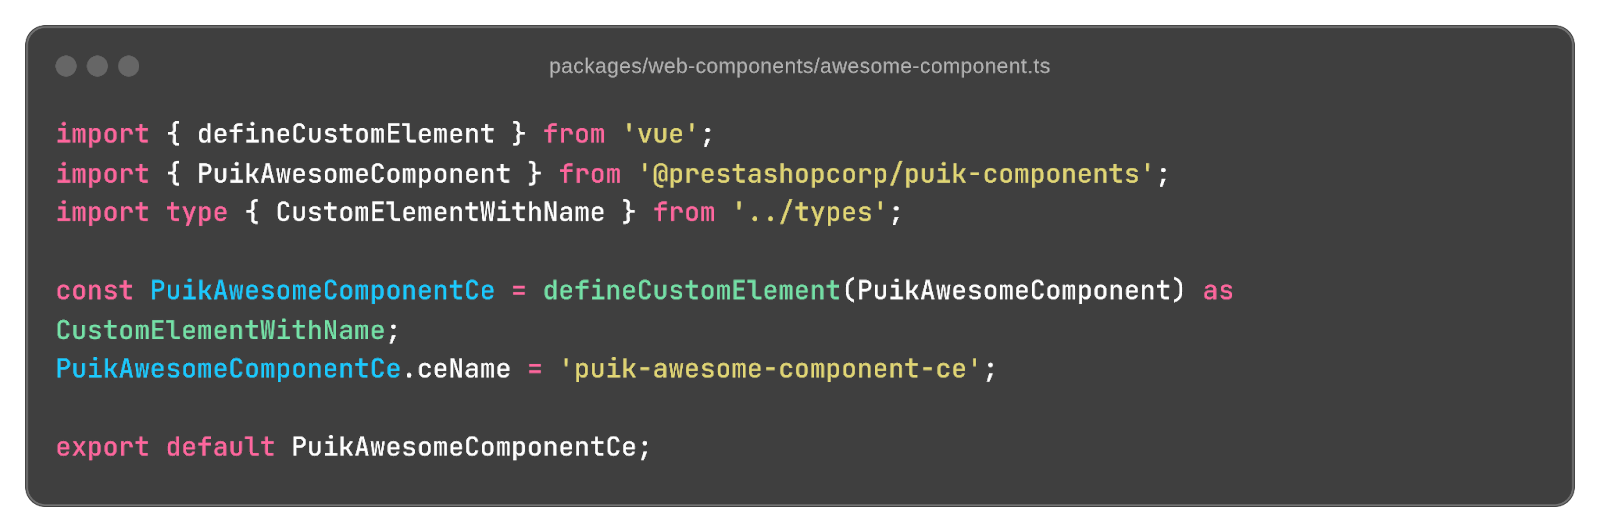 packages/web-components/awesome-component.ts
import { defineCustomElement } from 'vue';
import { PuikAwesomeComponent } from '@prestashopcorp/puik-components';
import type { CustomElementWithName } from '../types';
const PuikAwesomeComponentCe = defineCustomElement(PuikAwesomeComponent) as
CustomElementWithName;
PuikAwesomeComponentCe.ceName = 'puik-awesome-component-ce';
export default PuikAwesomeComponentCe;